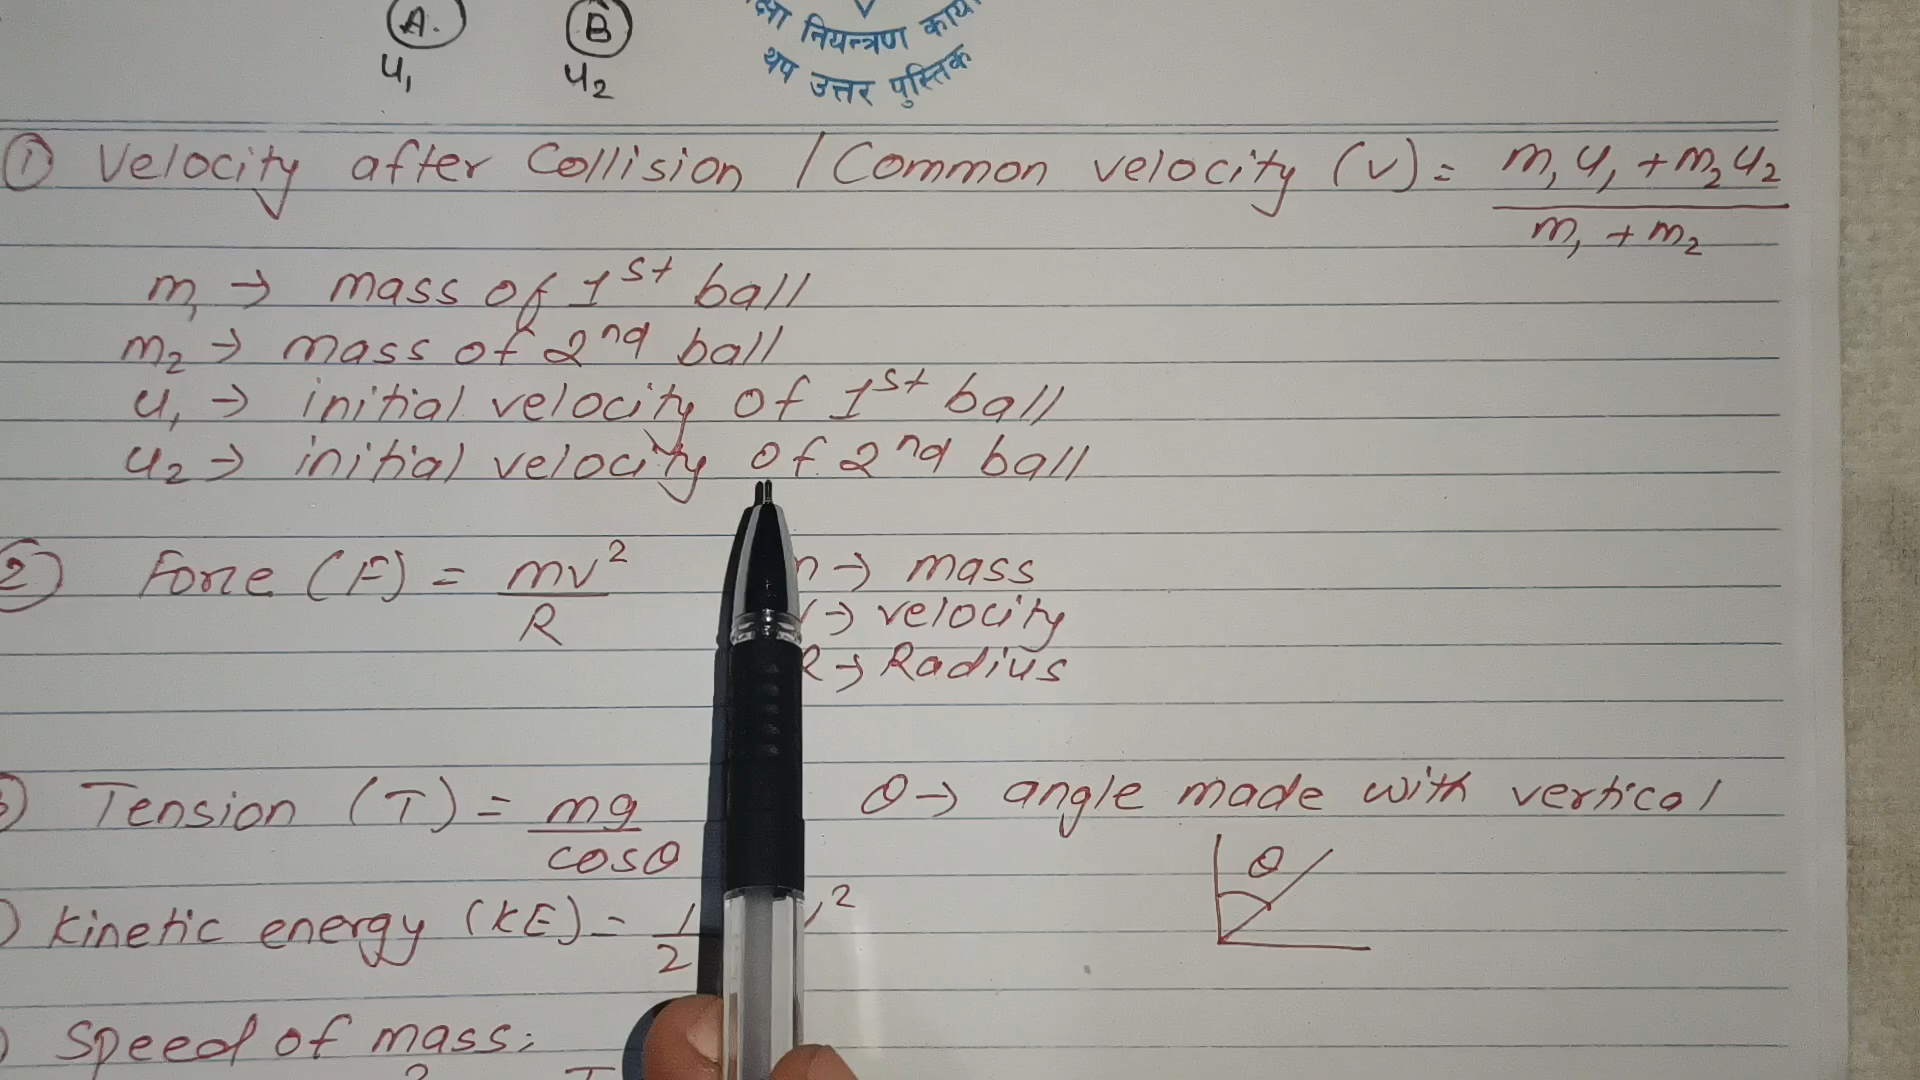 A. B
u₁ u₂
नियन्त्रण
थप उत्तर
① Velocity after Collision / Common velocity (v) = m₁u₁ + m₂u₂ / m₁ + m₂
m₁ → mass of 1st ball
m₂ → mass of 2nd ball
u₁ → initial velocity of 1st ball
u₂ → initial velocity of 2nd ball
② Force (F) = mv² / R
→ mass
→ velocity
R → Radius
Tension (T) = mg / cosθ θ → angle made with vertical
θ
Kinetic energy (KE) = 1/2 ²
Speed of mass: